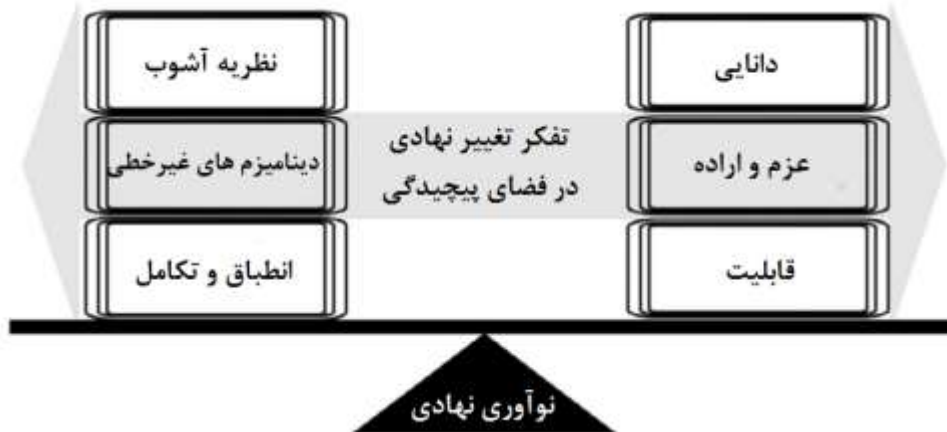 دانایی
نظریه آشوب
عزم و اراده
تفکر تغییر نهادی
در فضای پیچیدگی
دینامیزم های غیرخطی
قابلیت
انطباق و تکامل
نوآوری نهادی